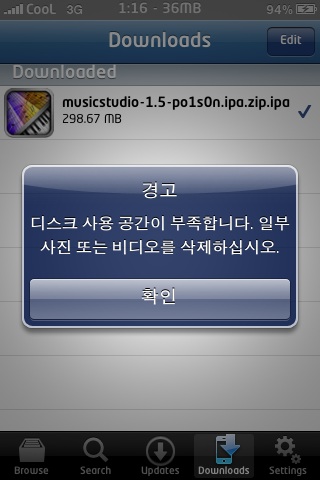 CooL 3G 1:16 - 36MB 94%
Downloads Edit
Downloaded
musicstudio-1.5-po1s0n.ipa.zip.ipa
298.67 MB
경고
디스크 사용 공간이 부족합니다. 일부
사진 또는 비디오를 삭제하십시오.
확인
Browse Search Updates Downloads Settings